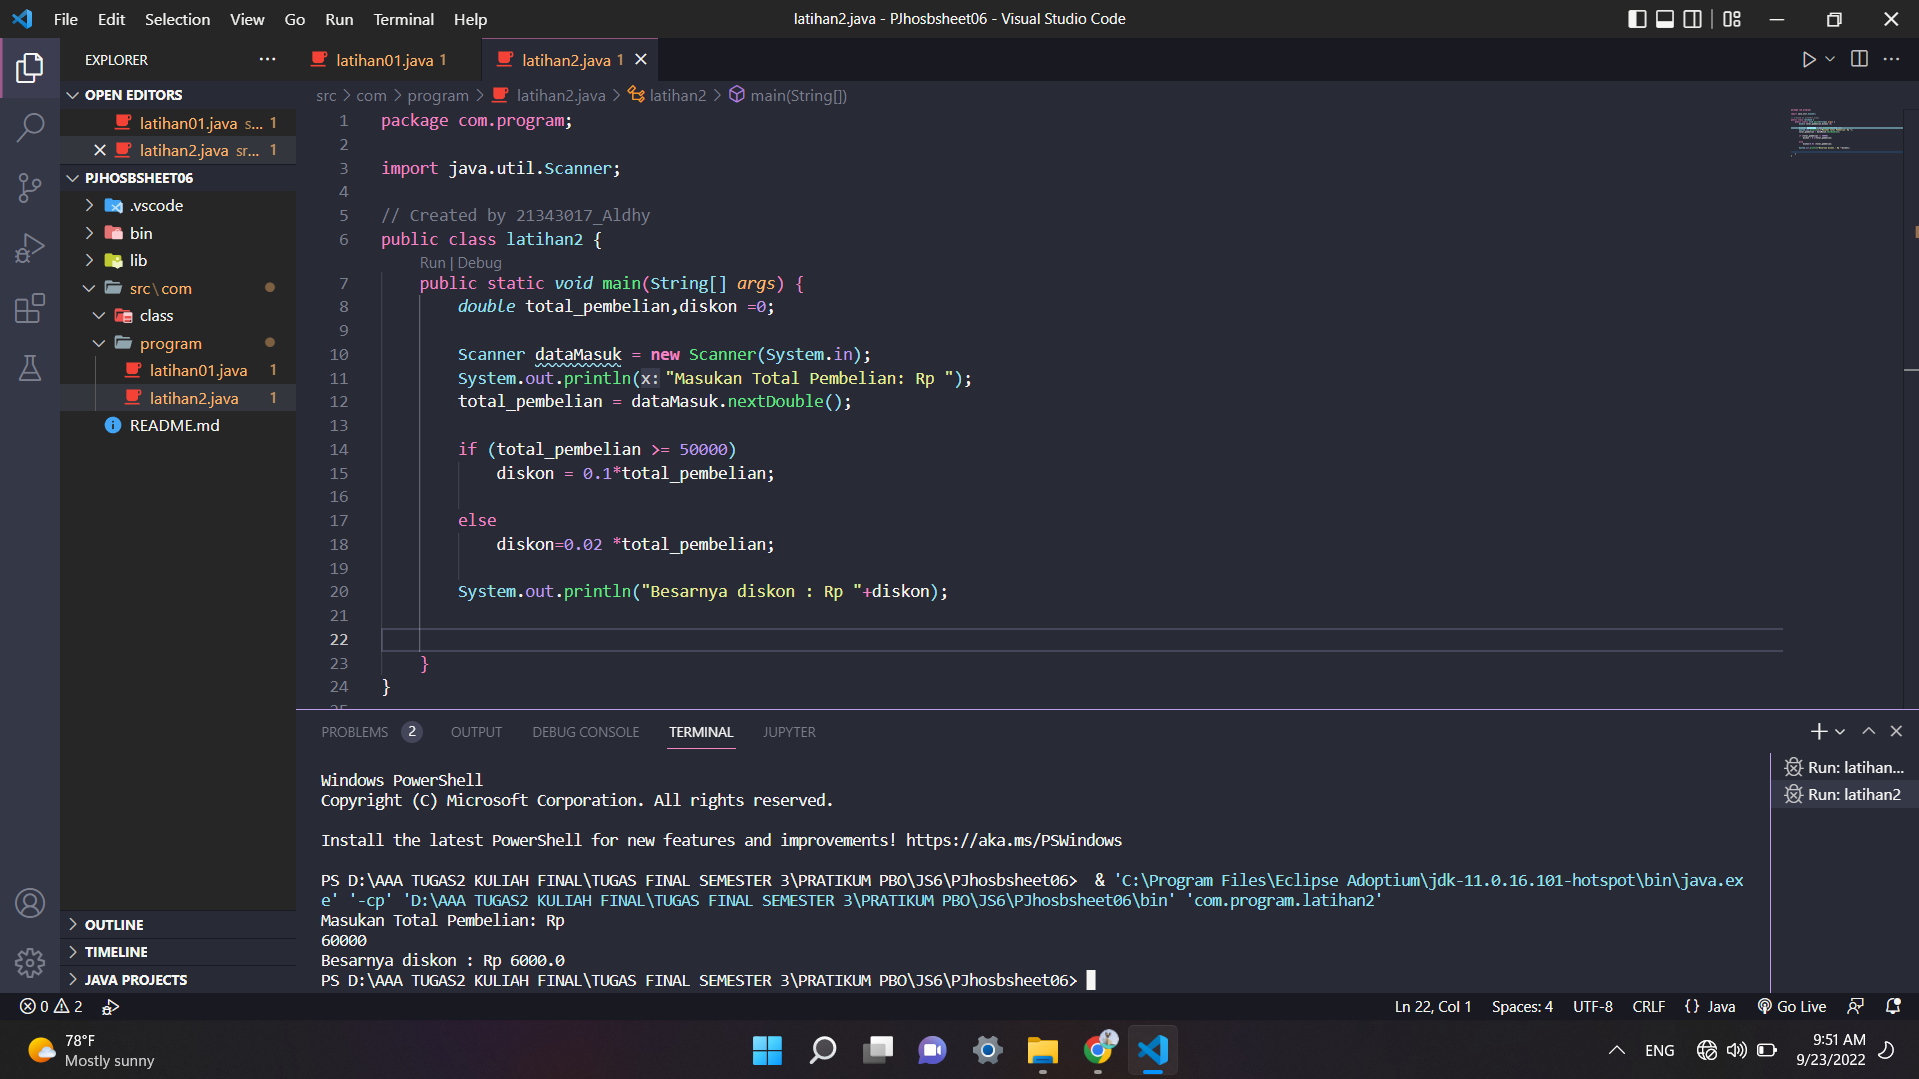 File Edit Selection View Go Run Terminal Help
latihan2.java - PJhosbsheet06 - Visual Studio Code
EXPLORER
OPEN EDITORS
latihan01.java s... 1
latihan2.java sr... 1
PJHOSBSHEET06
.vscode
bin
lib
src\com
class
program
latihan01.java 1
latihan2.java 1
README.md
OUTLINE
TIMELINE
JAVA PROJECTS
latihan01.java 1
latihan2.java 1
src > com > program > latihan2.java > latihan2 > main(String[])
1 package com.program;
2
3 import java.util.Scanner;
4
5 // Created by 21343017_Aldhy
6 public class latihan2 {
Run | Debug
7 public static void main(String[] args) {
8 double total_pembelian,diskon =0;
9
10 Scanner dataMasuk = new Scanner(System.in);
11 System.out.println(x: "Masukan Total Pembelian: Rp ");
12 total_pembelian = dataMasuk.nextDouble();
13
14 if (total_pembelian >= 50000)
15 diskon = 0.1*total_pembelian;
16
17 else
18 diskon=0.02 *total_pembelian;
19
20 System.out.println("Besarnya diskon : Rp "+diskon);
21
22
23 }
24 }
25
PROBLEMS 2 OUTPUT DEBUG CONSOLE TERMINAL JUPYTER
Windows PowerShell
Copyright (C) Microsoft Corporation. All rights reserved.
Install the latest PowerShell for new features and improvements! https://aka.ms/PSWindows
PS D:\AAA TUGAS2 KULIAH FINAL\TUGAS FINAL SEMESTER 3\PRATIKUM PBO\JS6\PJhosbsheet06>  & 'C:\Program Files\Eclipse Adoptium\jdk-11.0.16.101-hotspot\bin\java.ex
e' '-cp' 'D:\AAA TUGAS2 KULIAH FINAL\TUGAS FINAL SEMESTER 3\PRATIKUM PBO\JS6\PJhosbsheet06\bin' 'com.program.latihan2'
Masukan Total Pembelian: Rp
60000
Besarnya diskon : Rp 6000.0
PS D:\AAA TUGAS2 KULIAH FINAL\TUGAS FINAL SEMESTER 3\PRATIKUM PBO\JS6\PJhosbsheet06>
Run: latihan...
Run: latihan2
0 2
Ln 22, Col 1 Spaces: 4 UTF-8 CRLF {} Java Go Live
78°F
Mostly sunny
ENG
9:51 AM
9/23/2022